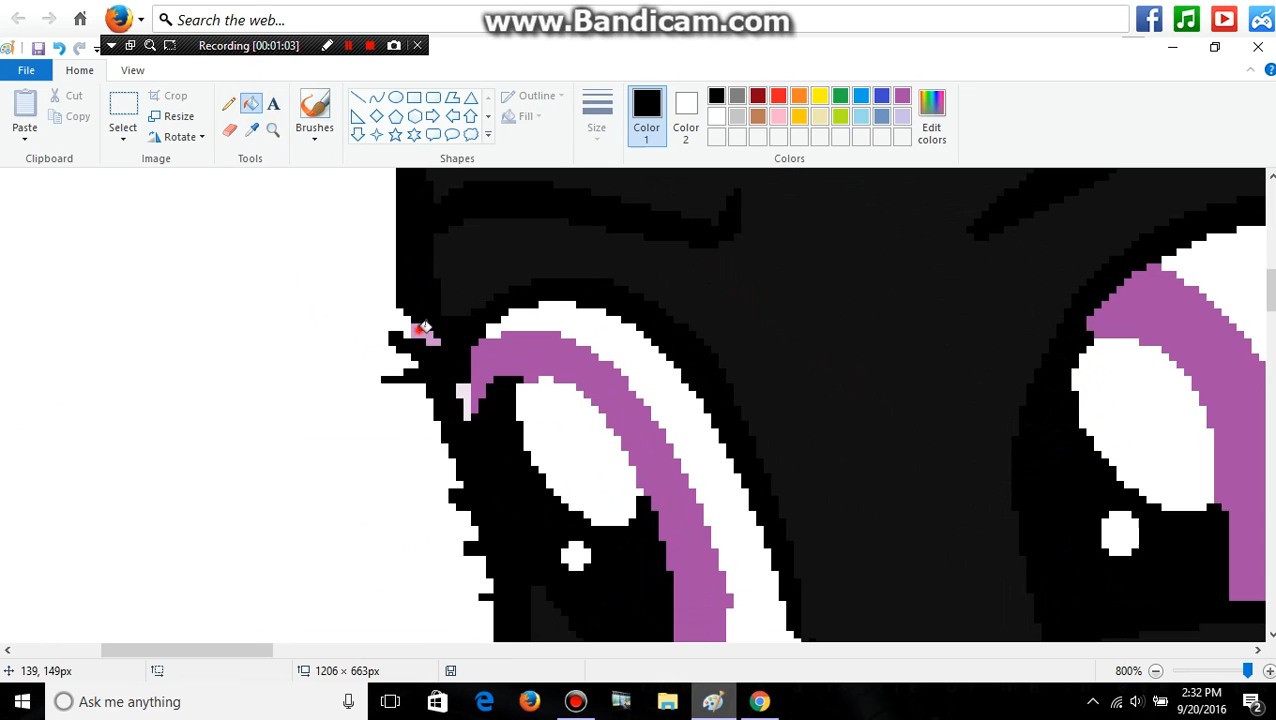 Search the web...
www.Bandicam.com
Recording [00:01:03]
File
Home
View
Paste
Cut
Copy
Clipboard
Select
Crop
Resize
Rotate
Image
A
Tools
Brushes
Outline
Fill
Shapes
Size
Color
1
Color
2
Edit
colors
Colors
139, 149px
1206 × 663px
800%
Ask me anything
2:32 PM
9/20/2016
2